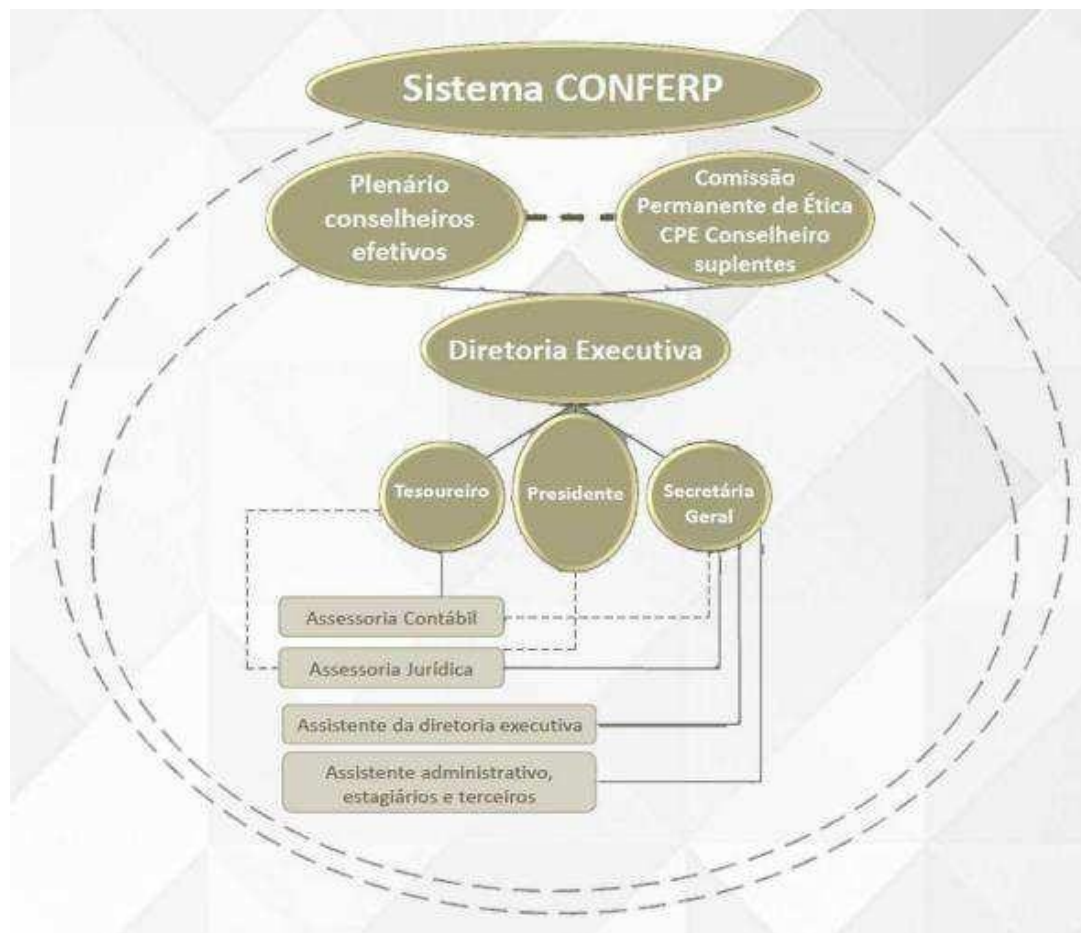 Sistema CONFERP
Plenário
conselheiros
efetivos
Comissão
Permanente de Ética
CPE Conselheiro
suplentes
Diretoria Executiva
Tesoureiro
Presidente
Secretária
Geral
Assessoria Contábil
Assessoria Jurídica
Assistente da diretoria executiva
Assistente administrativo,
estagiários e terceiros